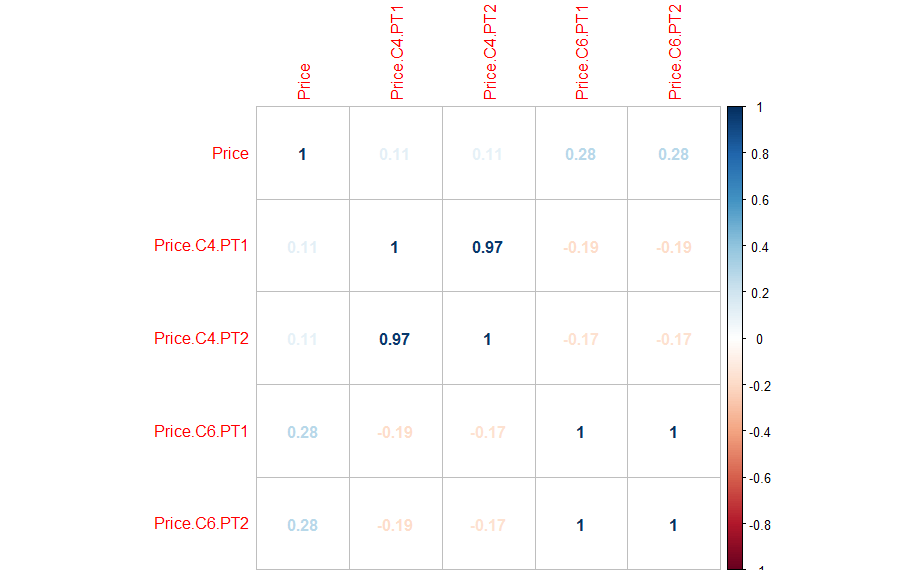 Price Price.C4.PT1 Price.C4.PT2 Price.C6.PT1 Price.C6.PT2
Price 1 0.11 0.11 0.28 0.28
Price.C4.PT1 0.11 1 0.97 -0.19 -0.19
Price.C4.PT2 0.11 0.97 1 -0.17 -0.17
Price.C6.PT1 0.28 -0.19 -0.17 1 1
Price.C6.PT2 0.28 -0.19 -0.17 1 1
1
0.8
0.6
0.4
0.2
0
-0.2
-0.4
-0.6
-0.8
-1